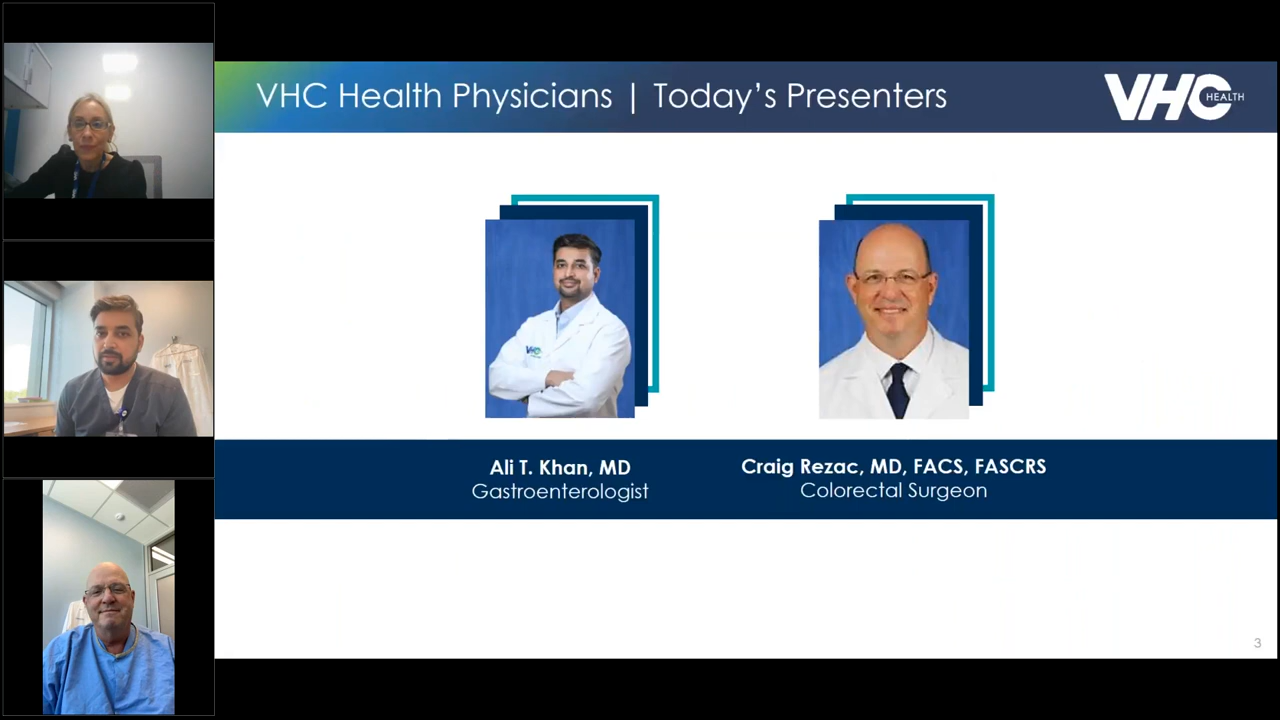 VHC Health Physicians | Today's Presenters
VHC HEALTH
VHC
Ali T. Khan, MD
Gastroenterologist
Craig Rezac, MD, FACS, FASCRS
Colorectal Surgeon
3